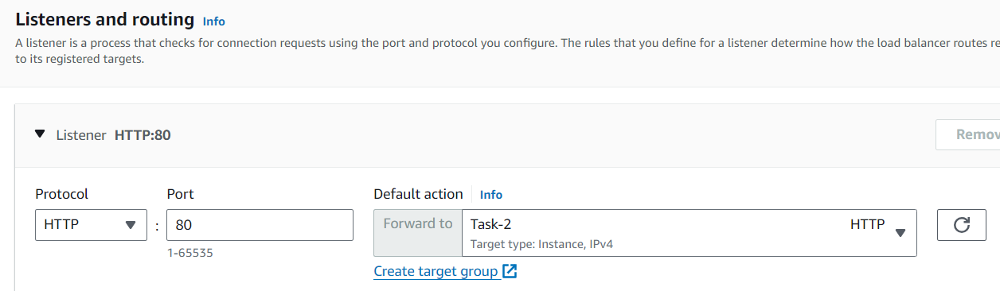 Listeners and routing Info
A listener is a process that checks for connection requests using the port and protocol you configure. The rules that you define for a listener determine how the load balancer routes
to its registered targets.
Listener HTTP:80
Protocol Port Default action Info
HTTP : 80 Forward to Task-2 HTTP
Target type: Instance, IPv4
1-65535
Create target group